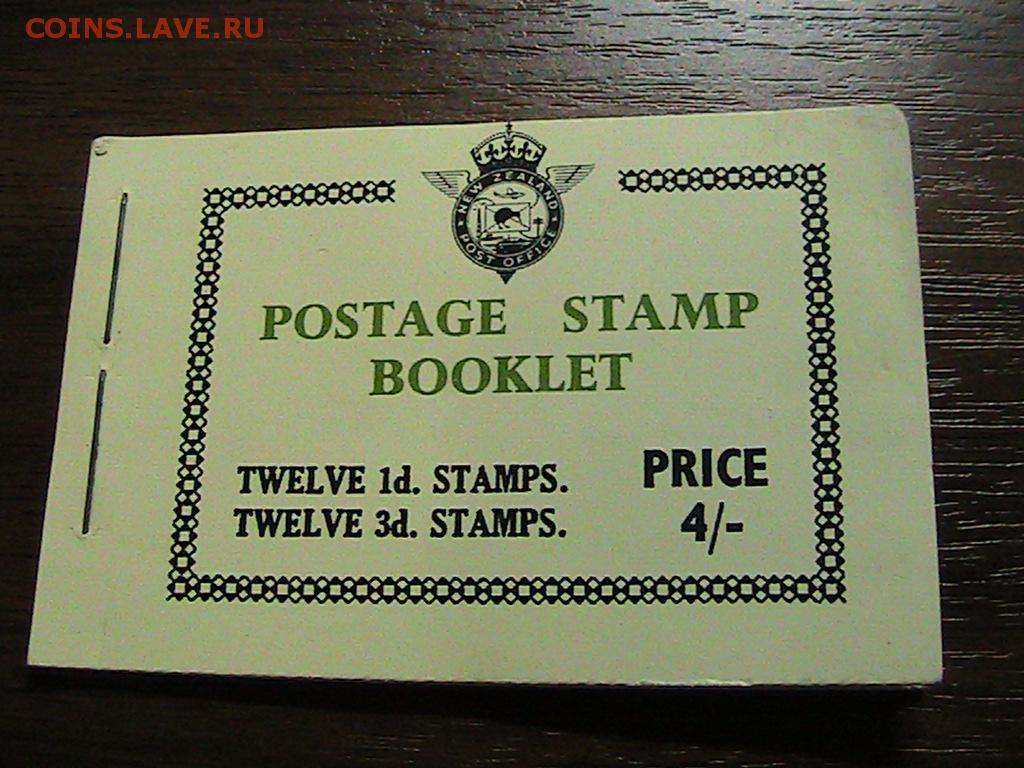 COINS.LAVE.RU
NEW ZEALAND
POST OFFICE
POSTAGE STAMP
BOOKLET
TWELVE 1d. STAMPS.
TWELVE 3d. STAMPS.
PRICE
4/-